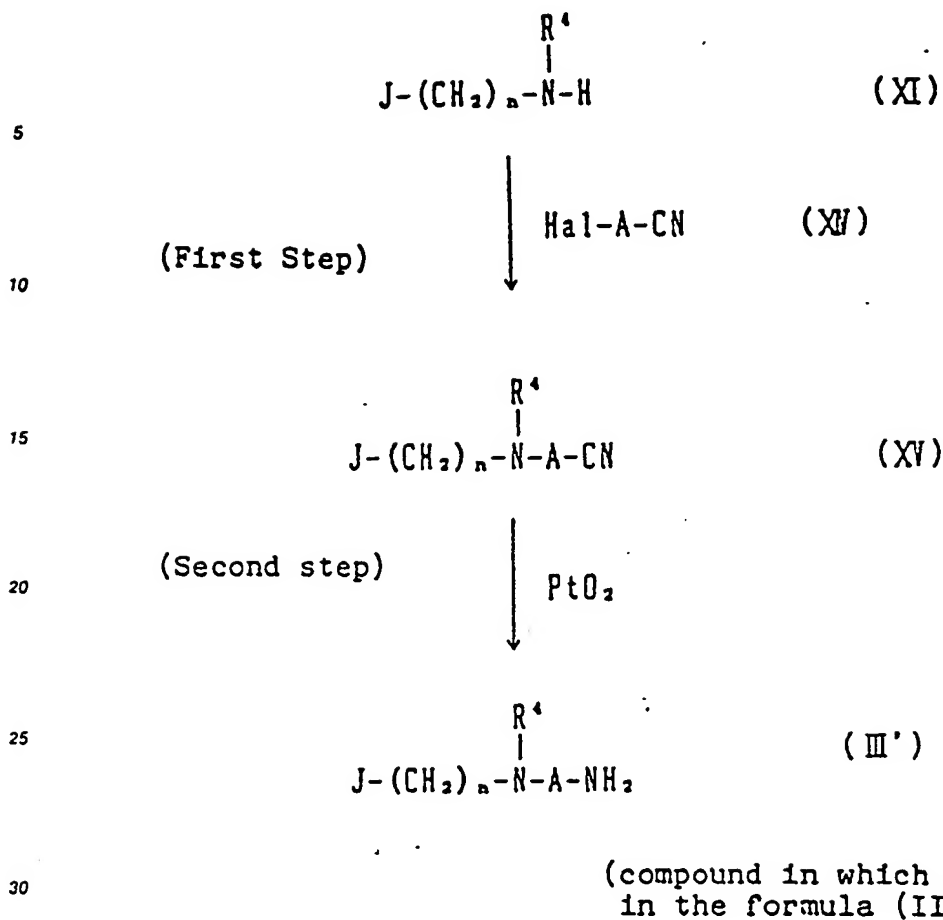 R⁴
|
J-(CH₂)ₙ-N-H (XI)
5
Hal-A-CN (XIV)
(First Step)
10
R⁴
|
15
J-(CH₂)ₙ-N-A-CN (XV)
(Second step)
20
PtO₂
R⁴
|
25
(III')
J-(CH₂)ₙ-N-A-NH₂
(compound in which
30
in the formula (II